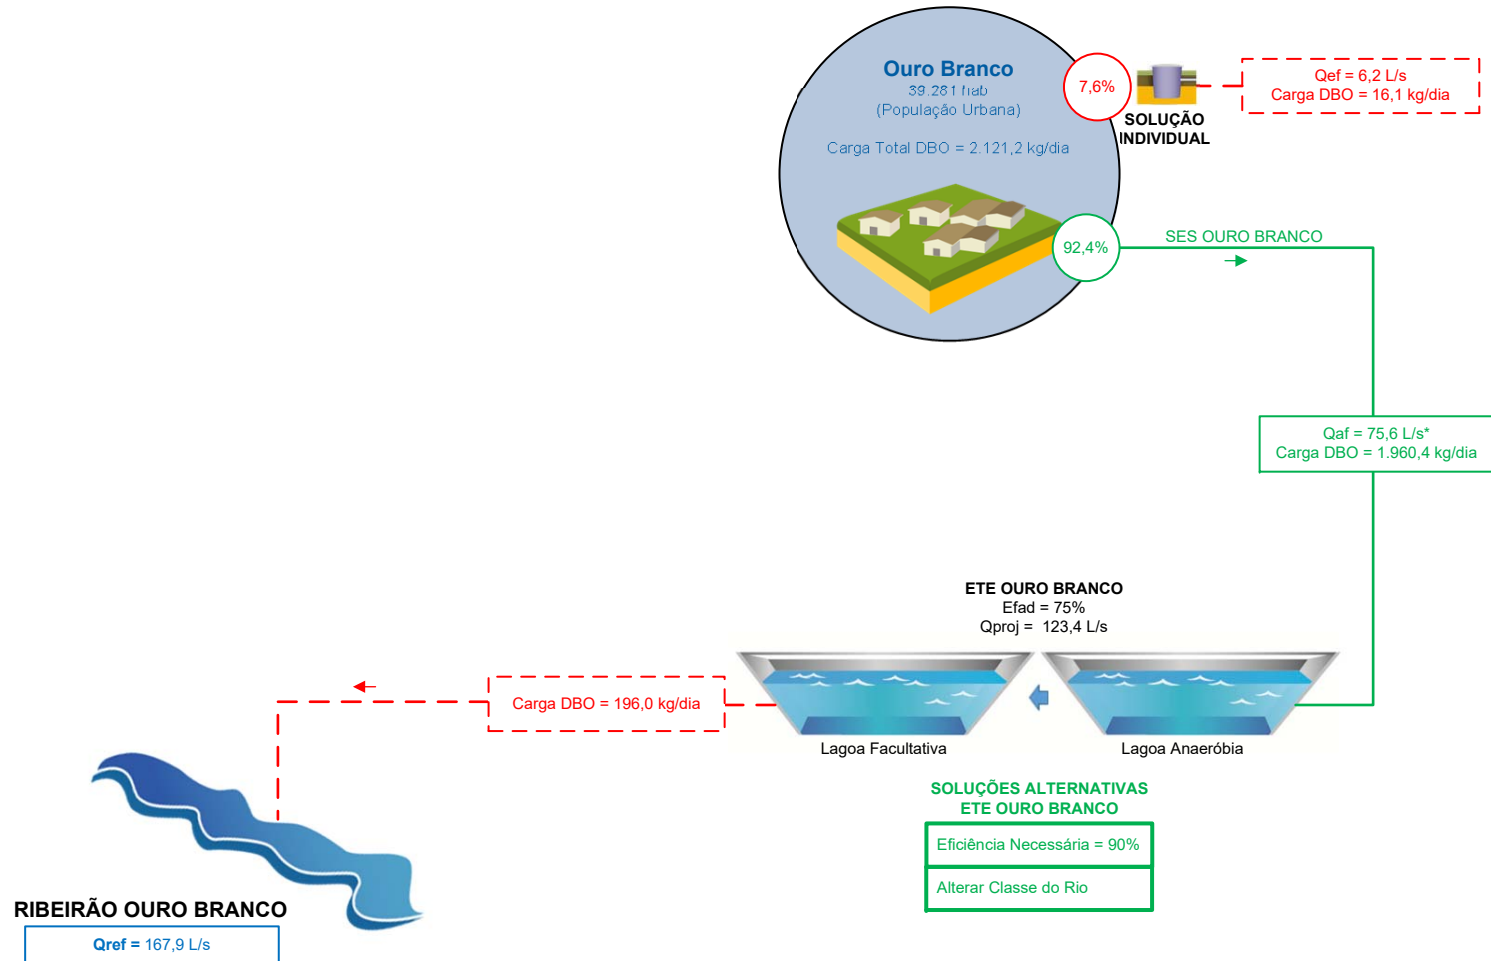 Ouro Branco
39.281 hab
(População Urbana)
Carga Total DBO = 2.121,2 kg/dia
7,6%
SOLUÇÃO
INDIVIDUAL
Qef = 6,2 L/s
Carga DBO = 16,1 kg/dia
92,4%
SES OURO BRANCO
Qaf = 75,6 L/s*
Carga DBO = 1.960,4 kg/dia
ETE OURO BRANCO
Efad = 75%
Qproj = 123,4 L/s
Carga DBO = 196,0 kg/dia
Lagoa Facultativa
Lagoa Anaeróbia
SOLUÇÕES ALTERNATIVAS
ETE OURO BRANCO
Eficiência Necessária = 90%
Alterar Classe do Rio
RIBEIRÃO OURO BRANCO
Qref = 167,9 L/s